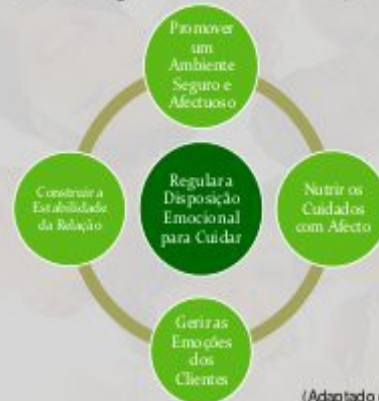 Promover
um
Ambiente
Seguro e
Afectuoso
Construir a
Estabilidade
da Relação
Regular a
Disposição
Emocional
para Cuidar
Nutrir os
Cuidados
com Afecto
Gerir as
Emoções
dos
Clientes
(Adaptado